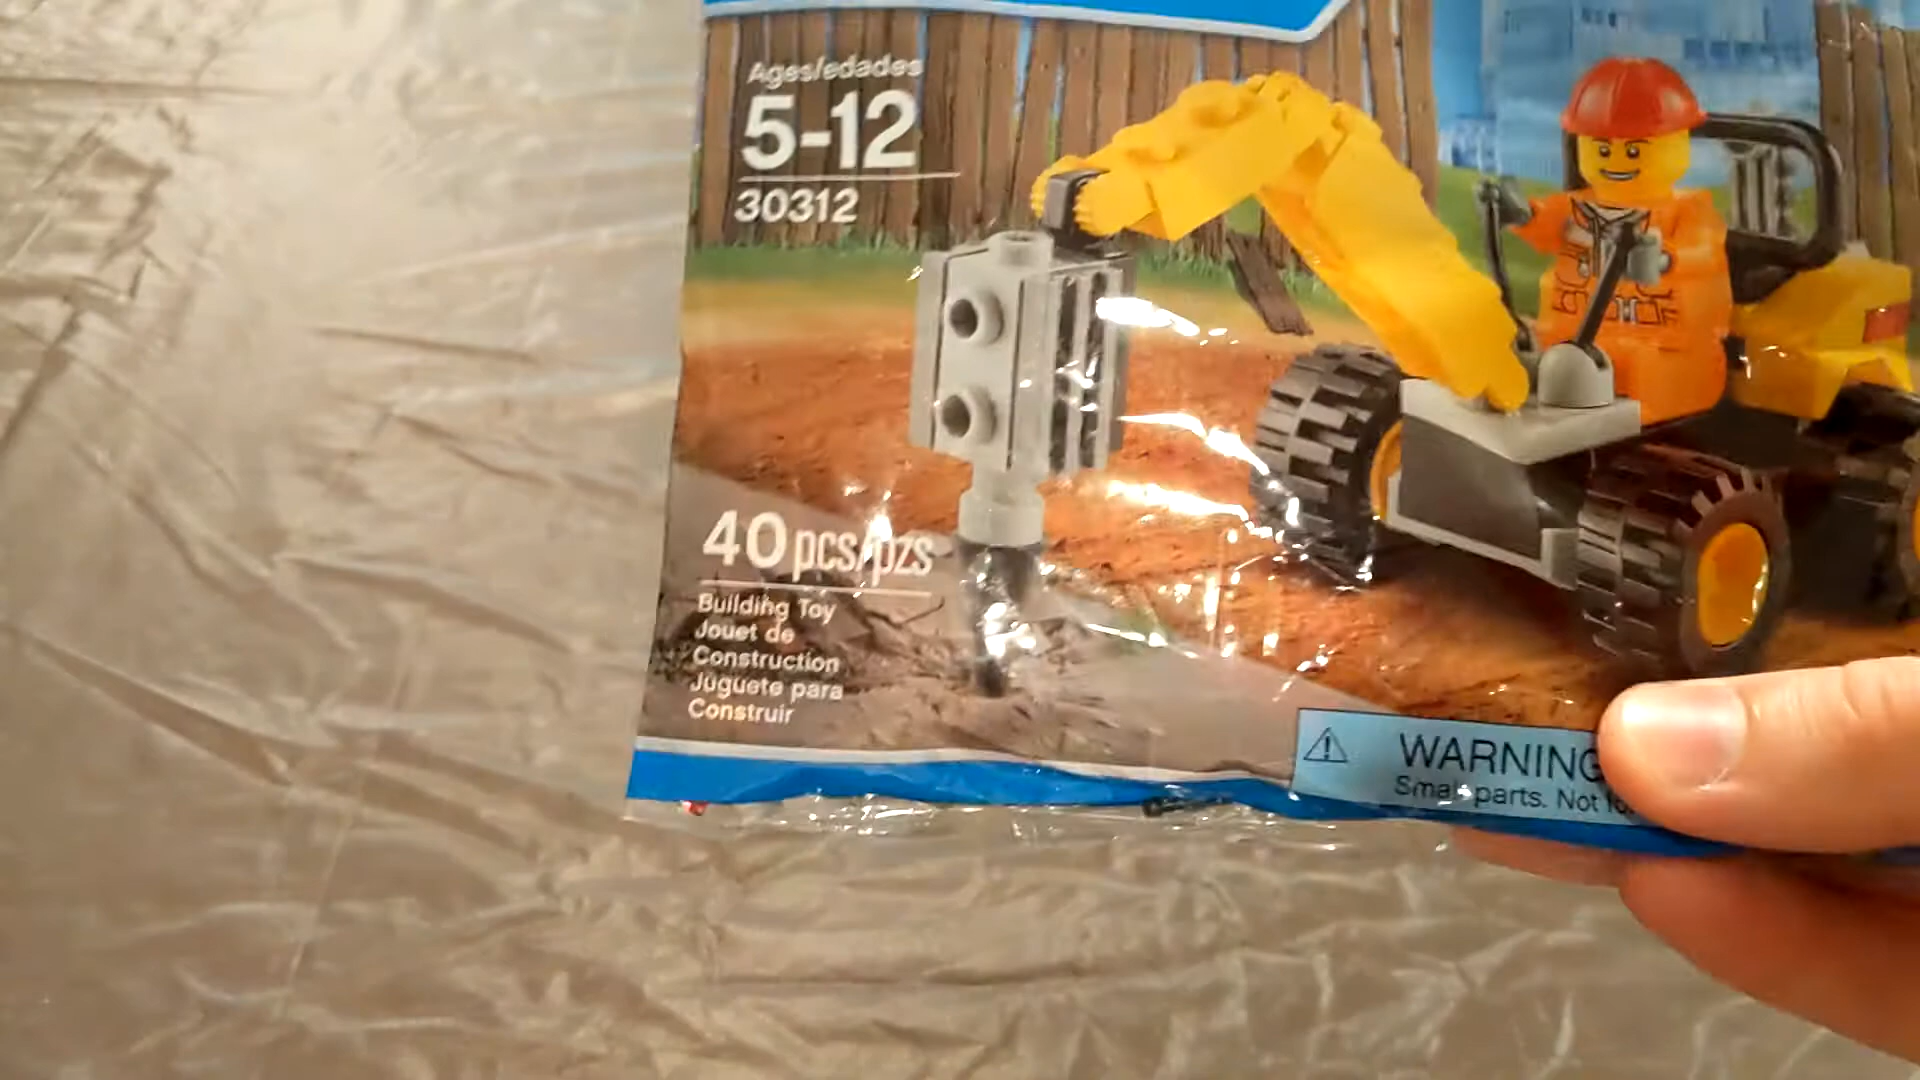 Ages/edades
5-12
30312
40 pcs/pzs
Building Toy
Jouet de
Construction
Juguete para
Construir
WARNING
Small parts. Not